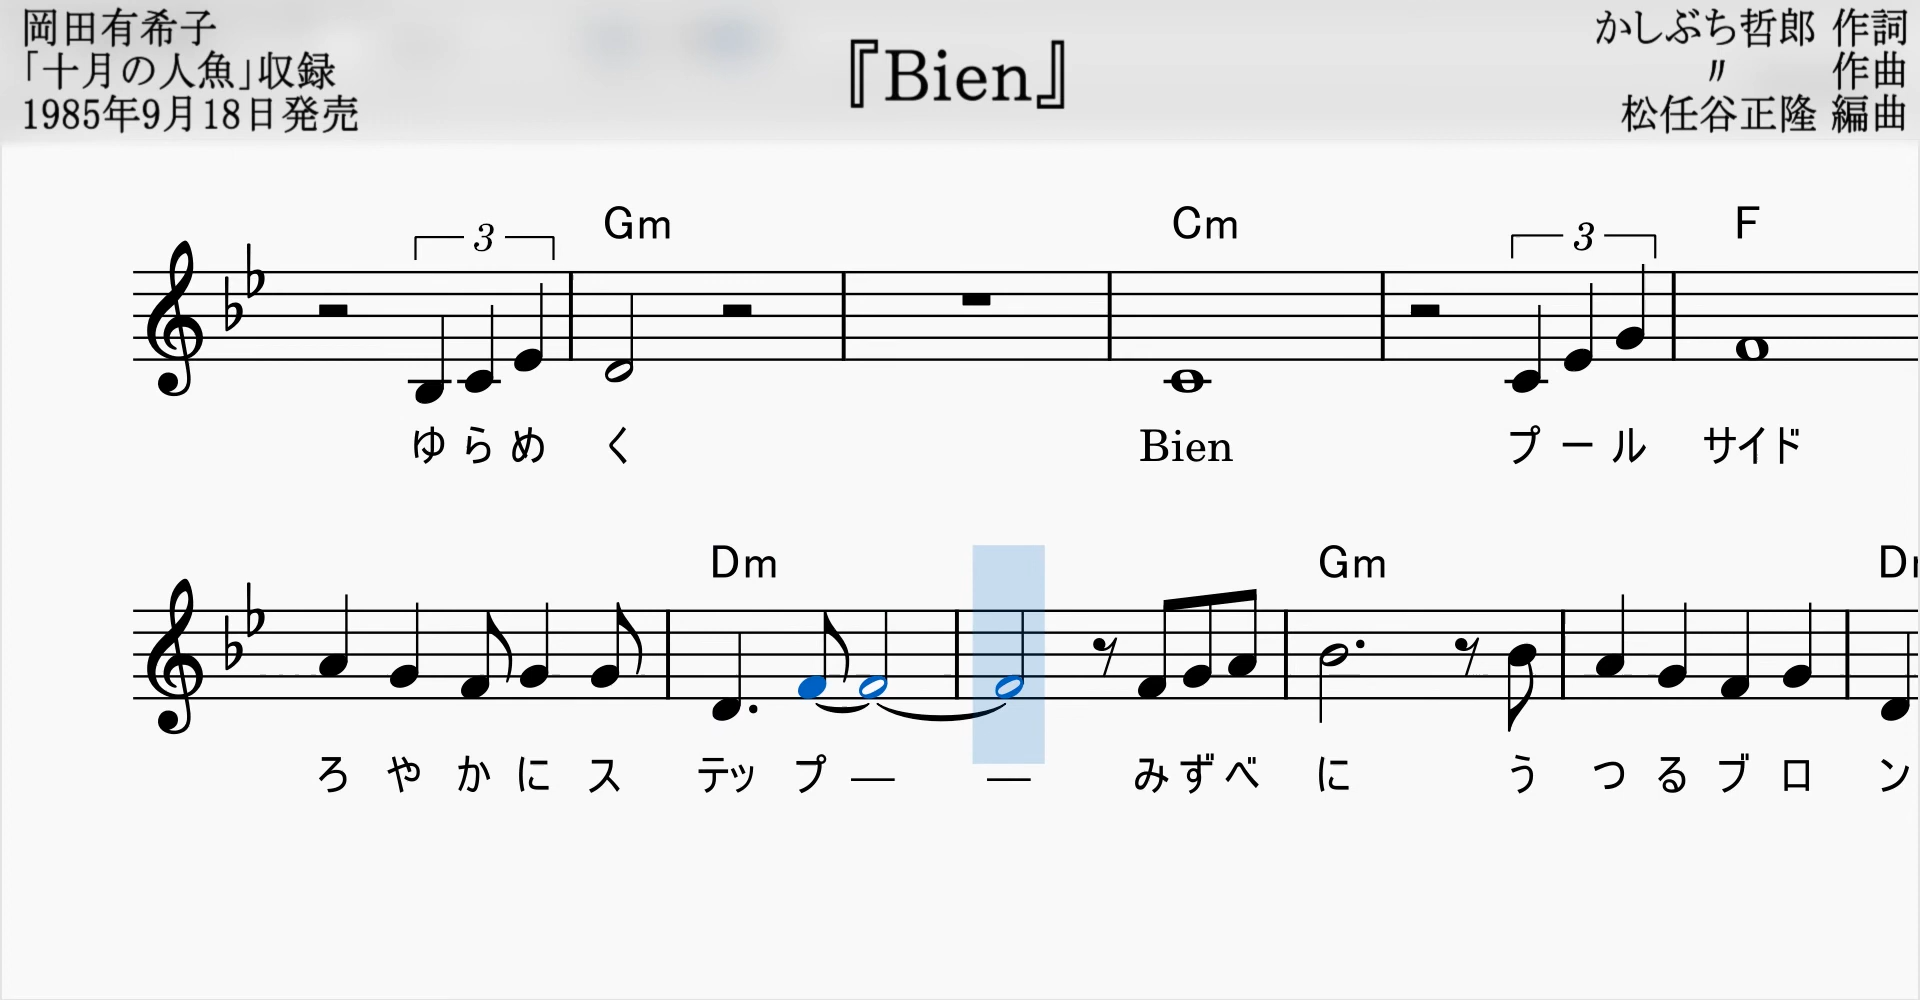 岡田有希子
「十月の人魚」収録
1985年9月18日発売
『Bien』
かしぶち哲郎 作詞
〃 作曲
松任谷正隆 編曲
3 Gm Cm 3 F
ゆ ら め く Bien プ ー ル サイド
Dm Gm
ろ や か に ス テッ プ ― ― み ず べ に う つ る ブ ロ ン